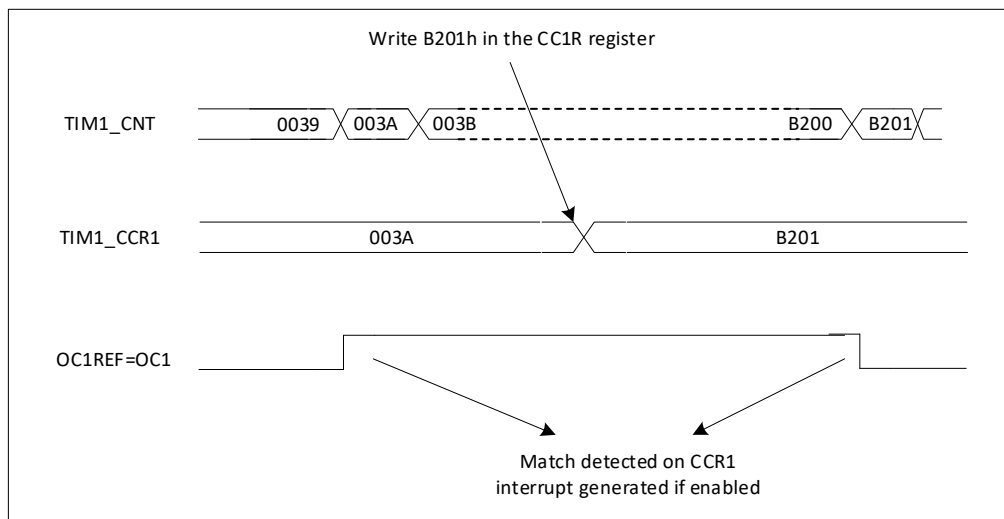 Write B201h in the CC1R register
TIM1_CNT 0039 003A 003B B200 B201
TIM1_CCR1 003A B201
OC1REF=OC1
Match detected on CCR1
interrupt generated if enabled